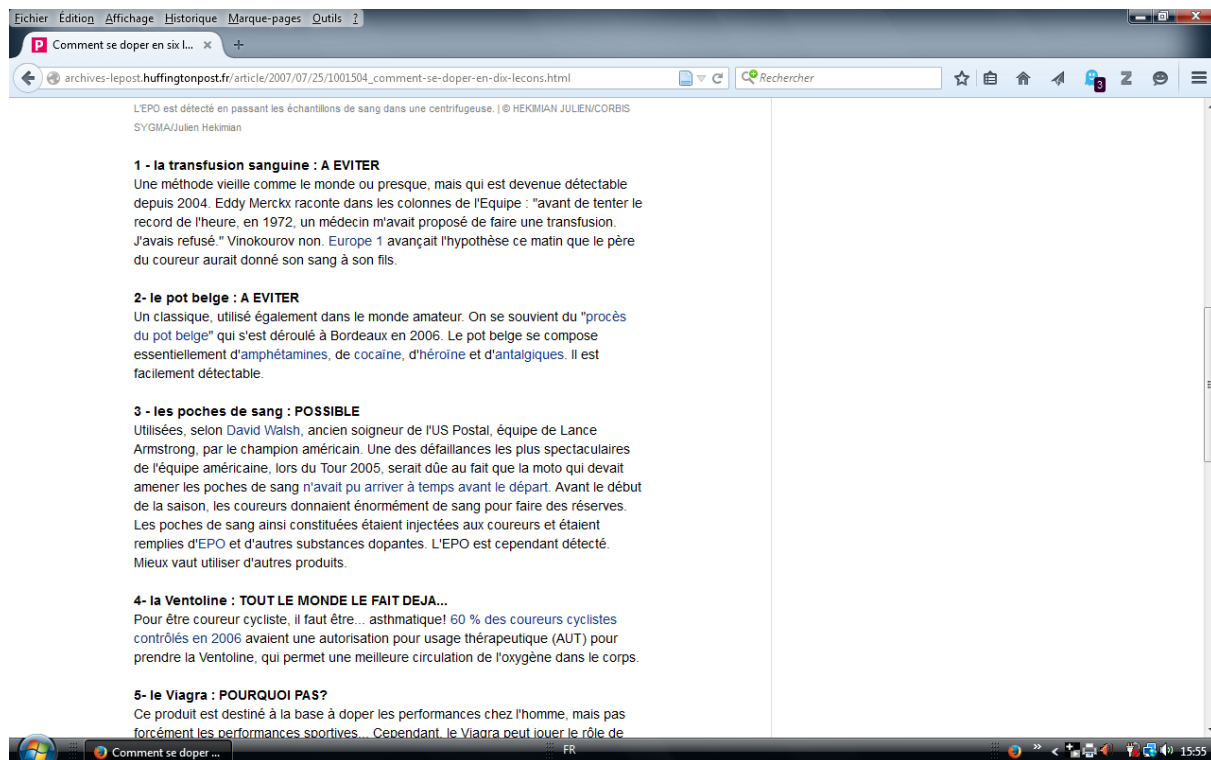 Fichier Édition Affichage Historique Marque-pages Outils ?
Comment se doper en six l...
archives-lepost.huffingtonpost.fr/article/2007/07/25/1001504_comment-se-doper-en-dix-lecons.html
Rechercher
3
L'EPO est détecté en passant les échantillons de sang dans une centrifugeuse. | © HEKIMIAN JULIEN/CORBIS
SYGMA/Julien Hekimian
1 - la transfusion sanguine : A EVITER
Une méthode vieille comme le monde ou presque, mais qui est devenue détectable
depuis 2004. Eddy Merckx raconte dans les colonnes de l'Equipe : "avant de tenter le
record de l'heure, en 1972, un médecin m'avait proposé de faire une transfusion.
J'avais refusé." Vinokourov non. Europe 1 avançait l'hypothèse ce matin que le père
du coureur aurait donné son sang à son fils.
2- le pot belge : A EVITER
Un classique, utilisé également dans le monde amateur. On se souvient du "procès
du pot belge" qui s'est déroulé à Bordeaux en 2006. Le pot belge se compose
essentiellement d'amphétamines, de cocaïne, d'héroïne et d'antalgiques. Il est
facilement détectable.
3 - les poches de sang : POSSIBLE
Utilisées, selon David Walsh, ancien soigneur de l'US Postal, équipe de Lance
Armstrong, par le champion américain. Une des défaillances les plus spectaculaires
de l'équipe américaine, lors du Tour 2005, serait dûe au fait que la moto qui devait
amener les poches de sang n'avait pu arriver à temps avant le départ. Avant le début
de la saison, les coureurs donnaient énormément de sang pour faire des réserves.
Les poches de sang ainsi constituées étaient injectées aux coureurs et étaient
remplies d'EPO et d'autres substances dopantes. L'EPO est cependant détecté.
Mieux vaut utiliser d'autres produits.
4- la Ventoline : TOUT LE MONDE LE FAIT DEJA...
Pour être coureur cycliste, il faut être... asthmatique! 60 % des coureurs cyclistes
contrôlés en 2006 avaient une autorisation pour usage thérapeutique (AUT) pour
prendre la Ventoline, qui permet une meilleure circulation de l'oxygène dans le corps.
5- le Viagra : POURQUOI PAS?
Ce produit est destiné à la base à doper les performances chez l'homme, mais pas
forcément les performances sportives... Cependant, le Viagra peut jouer le rôle de
Comment se doper ...
FR
15:55